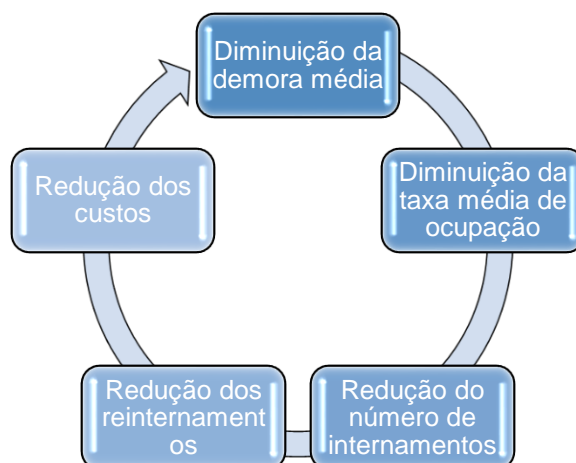 Diminuição da
demora média
Diminuição da
taxa média de
ocupação
Redução do
número de
internamentos
Redução dos
reinternament
os
Redução dos
custos